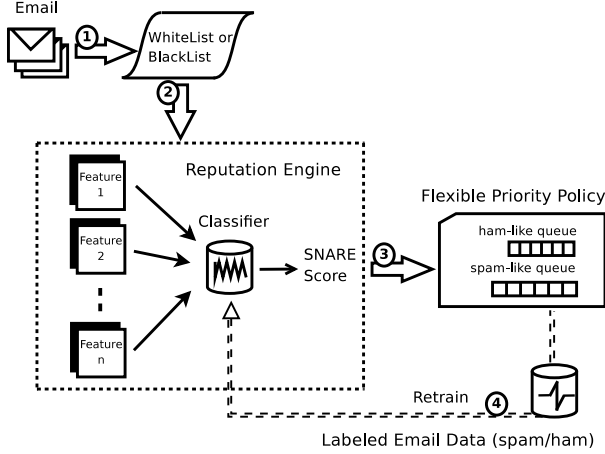 Email
1
WhiteList or
BlackList
2
Reputation Engine
Feature
1
Feature
2
Feature
n
Classifier
SNARE
Score
3
Flexible Priority Policy
ham-like queue
spam-like queue
Retrain
4
Labeled Email Data (spam/ham)